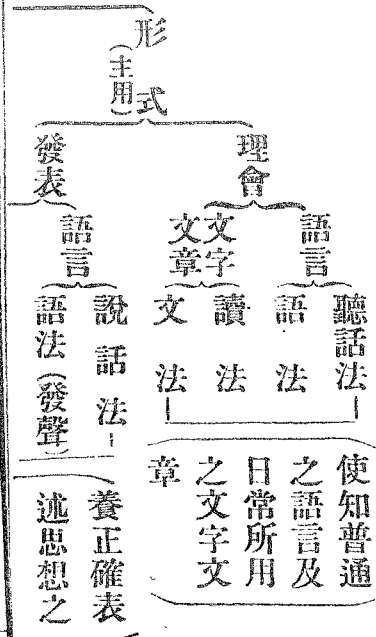 形式
（主用）
理會
語言
聽話法
語法
文字
文章
讀法
文法
使知普通
之語言及
日常所用
之文字文
章
發表
語言
說話法
語法（發聲）
養正確表
述思想之